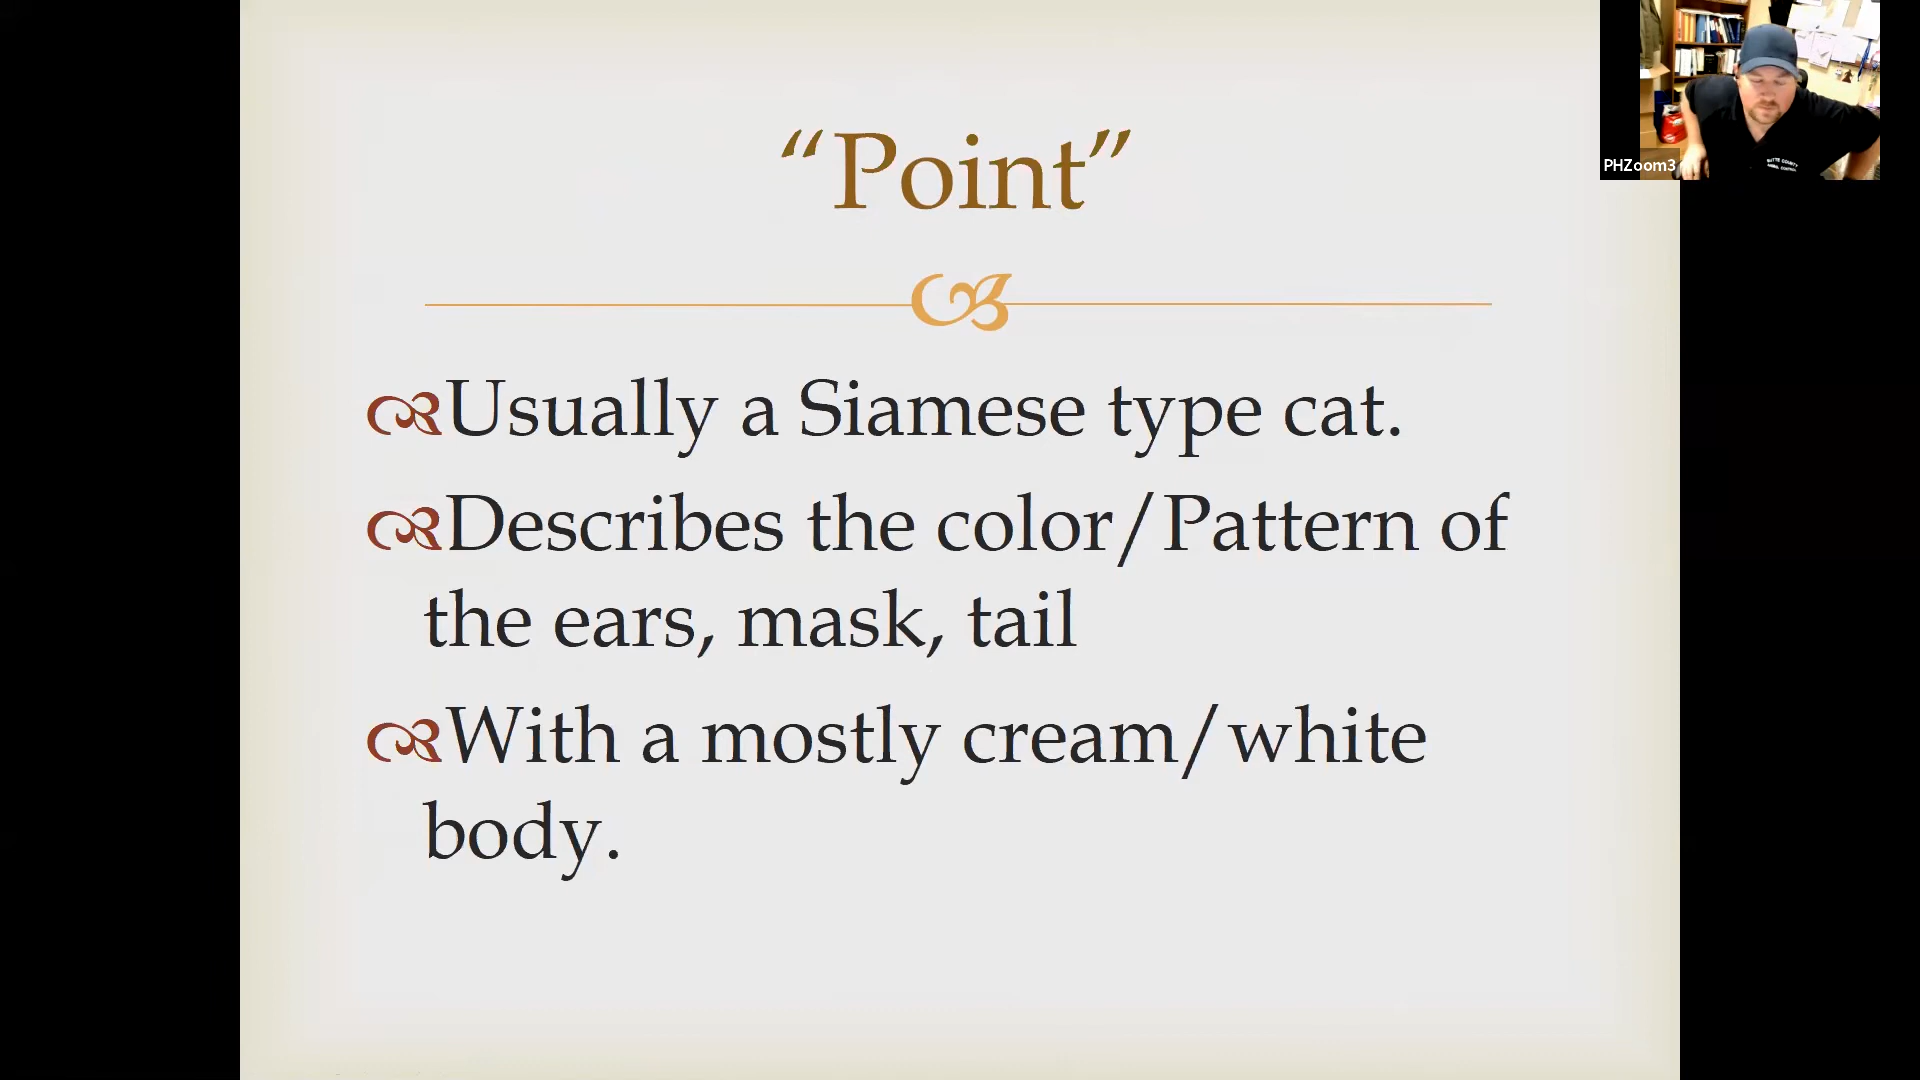 “Point”
Usually a Siamese type cat.
Describes the color/Pattern of
the ears, mask, tail
With a mostly cream/white
body.
PHZoom3